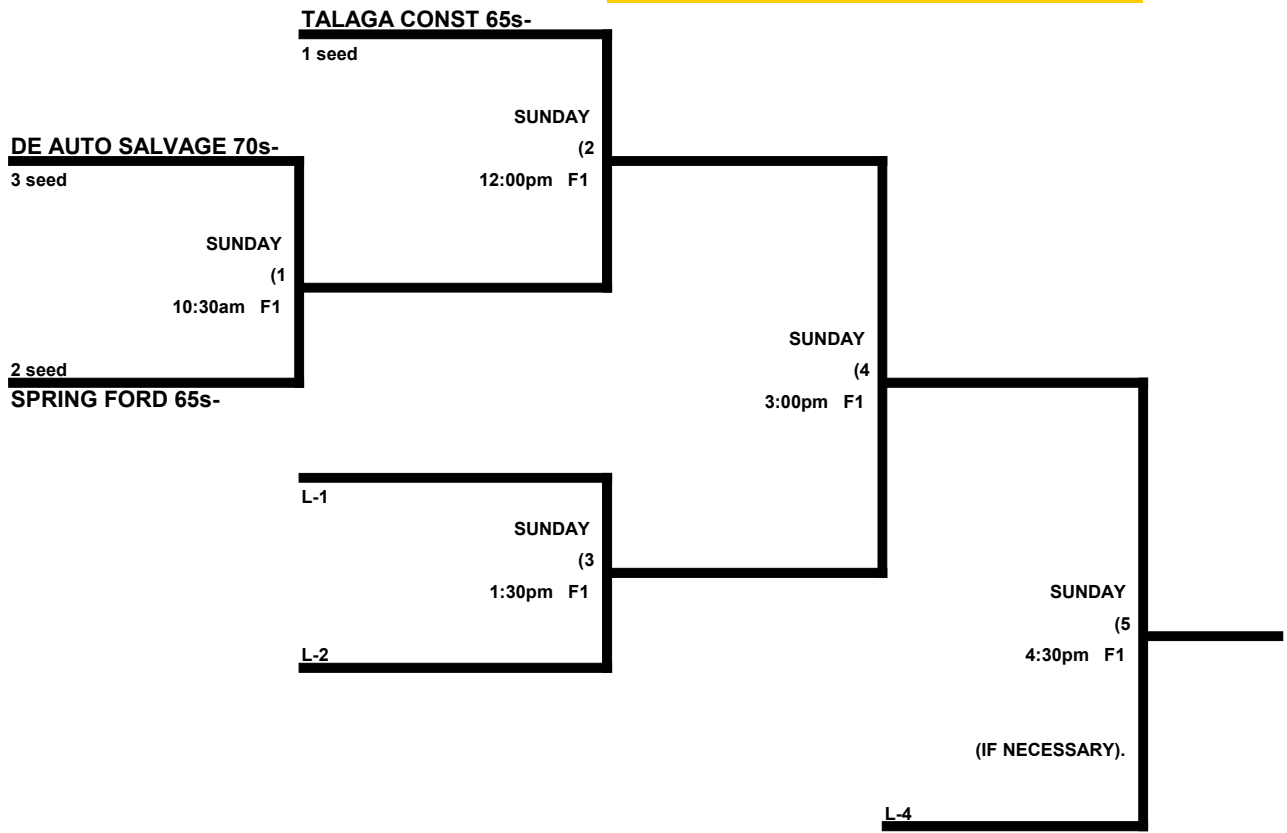 TALAGA CONST 65s-
1 seed
SUNDAY
(2
12:00pm F1
DE AUTO SALVAGE 70s-
3 seed
SUNDAY
(1
10:30am F1
2 seed
SPRING FORD 65s-
SUNDAY
(4
3:00pm F1
L-1
SUNDAY
(3
1:30pm F1
L-2
SUNDAY
(5
4:30pm F1
(IF NECESSARY).
L-4